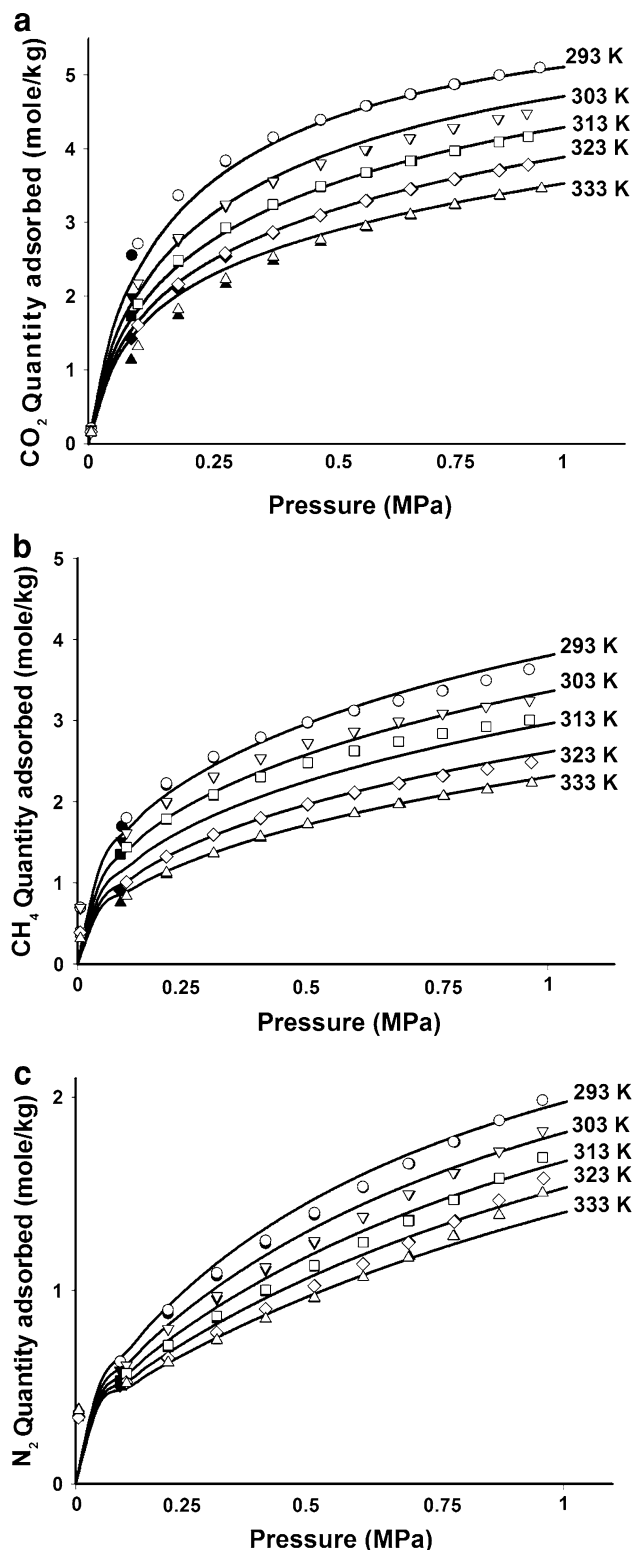 a
CO2 Quantity adsorbed (mole/kg)
5
4
3
2
1
0
293 K
303 K
313 K
323 K
333 K
0 0.25 0.5 0.75 1
Pressure (MPa)
b
CH4 Quantity adsorbed (mole/kg)
5
4
3
2
1
0
293 K
303 K
313 K
323 K
333 K
0 0.25 0.5 0.75 1
Pressure (MPa)
c
N2 Quantity adsorbed (mole/kg)
2
1
0
293 K
303 K
313 K
323 K
333 K
0 0.25 0.5 0.75 1
Pressure (MPa)